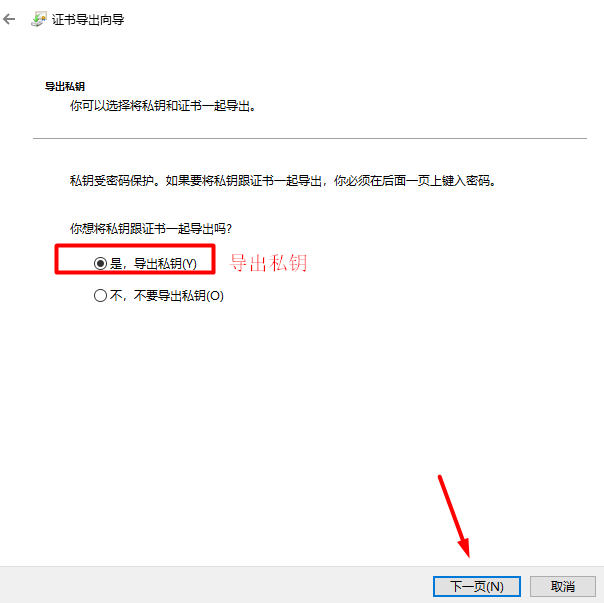 证书导出向导
导出私钥
你可以选择将私钥和证书一起导出。
私钥受密码保护。如果要将私钥跟证书一起导出，你必须在后面一页上键入密码。
你想将私钥跟证书一起导出吗?
是，导出私钥(Y) 导出私钥
不，不要导出私钥(O)
下一页(N) 取消